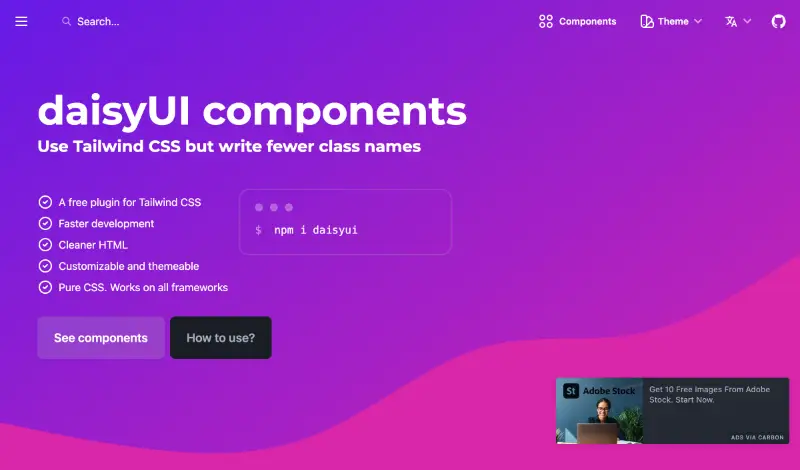 Search...
Components
Theme
daisyUI components
Use Tailwind CSS but write fewer class names
A free plugin for Tailwind CSS
Faster development
Cleaner HTML
Customizable and themeable
Pure CSS. Works on all frameworks
$ npm i daisyui
See components
How to use?
St Adobe Stock
Get 10 Free Images From Adobe
Stock. Start Now.
ADS VIA CARBON